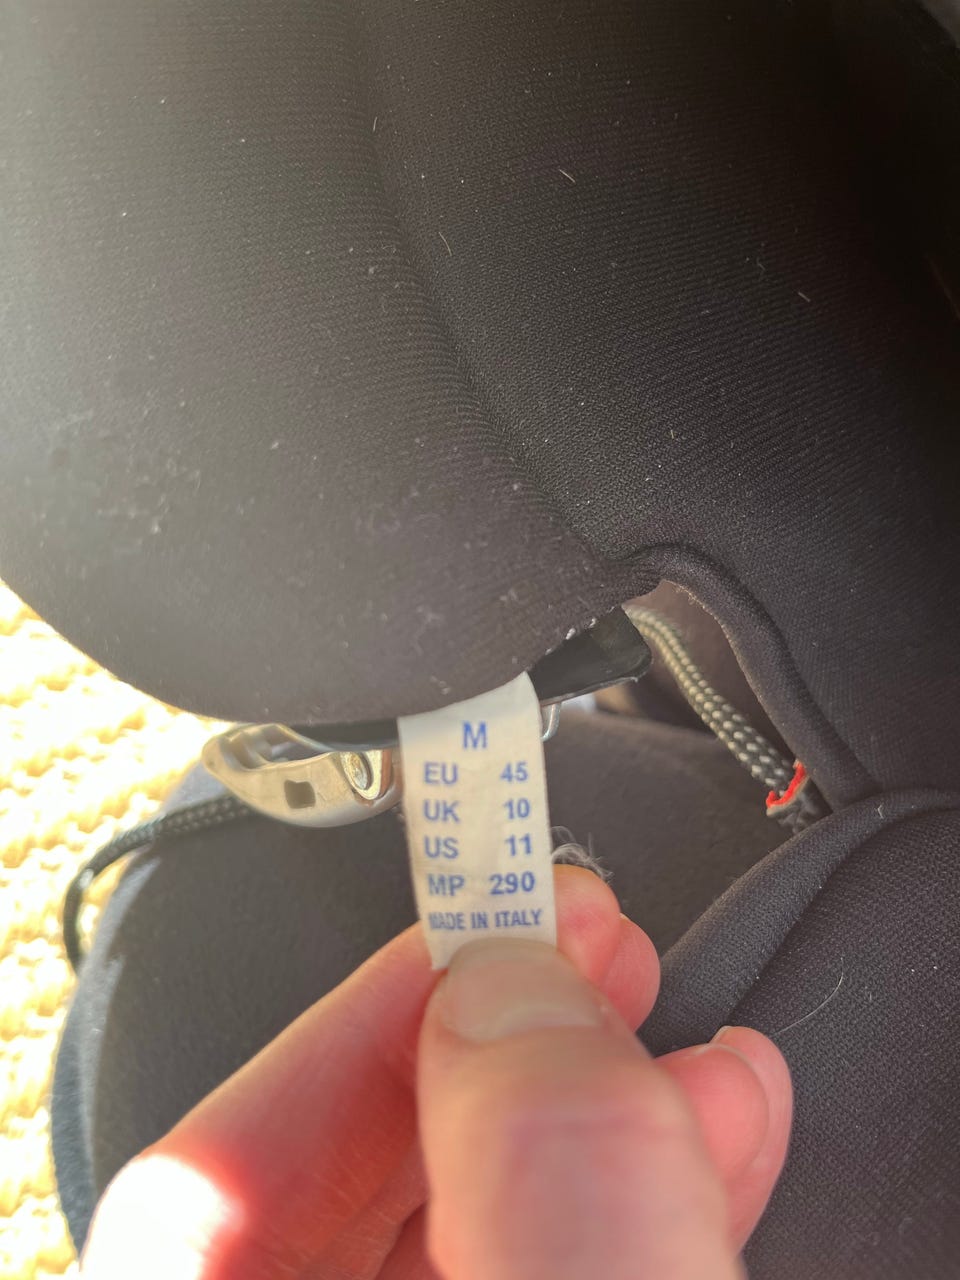 M
EU 45
UK 10
US 11
MP 290
MADE IN ITALY